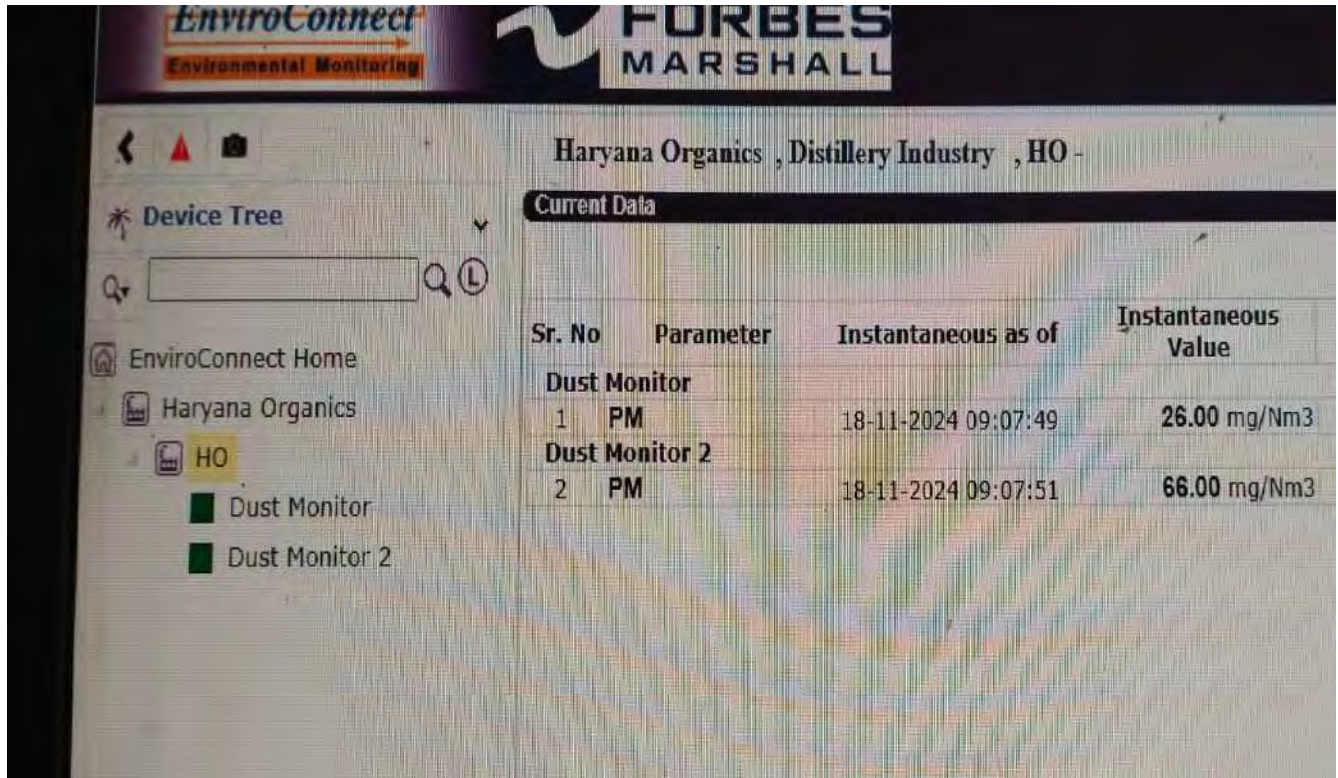 EnviroConnect
Environmental Monitoring
FORBES
MARSHALL
Haryana Organics , Distillery Industry , HO -
Device Tree
Current Data
L
Sr. No Parameter Instantaneous as of Instantaneous Value
EnviroConnect Home
Haryana Organics
HO
Dust Monitor
Dust Monitor 2
Dust Monitor
1 PM 18-11-2024 09:07:49 26.00 mg/Nm3
Dust Monitor 2
2 PM 18-11-2024 09:07:51 66.00 mg/Nm3